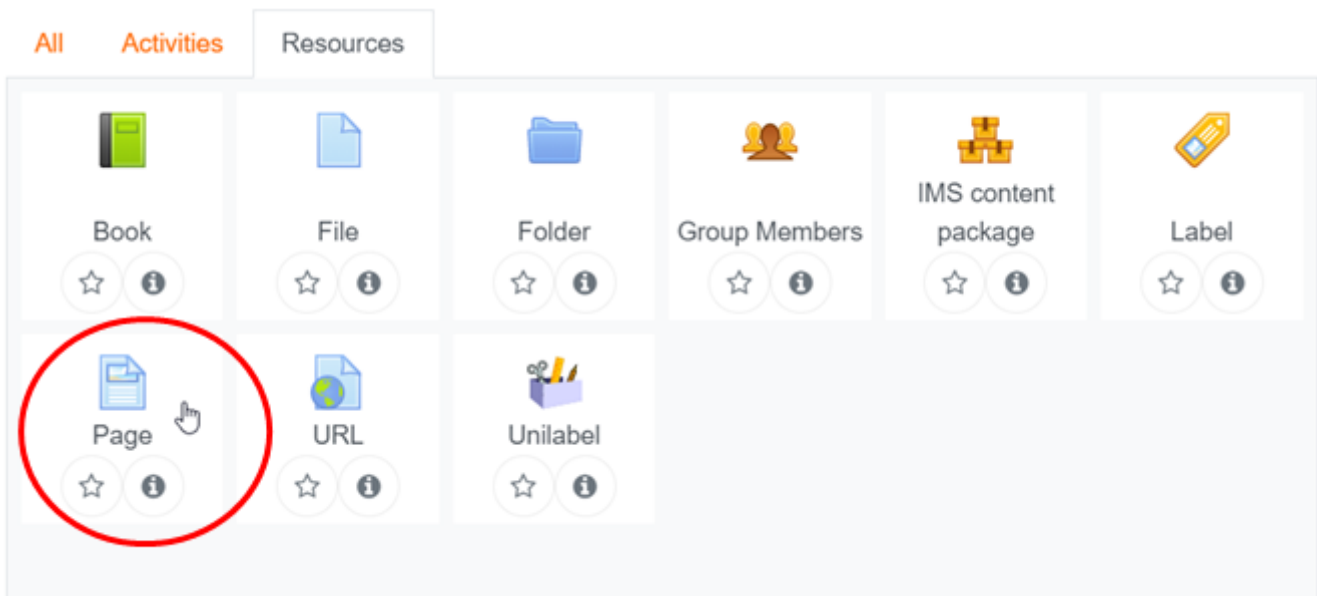 All Activities Resources
IMS content
Book File Folder Group Members package Label
Page URL Unilabel